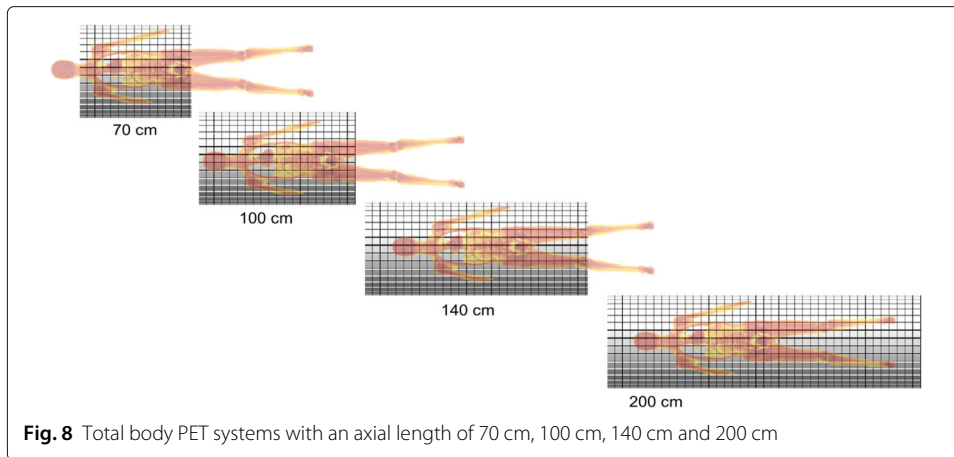 70 cm
100 cm
140 cm
200 cm
Fig. 8 Total body PET systems with an axial length of 70 cm, 100 cm, 140 cm and 200 cm